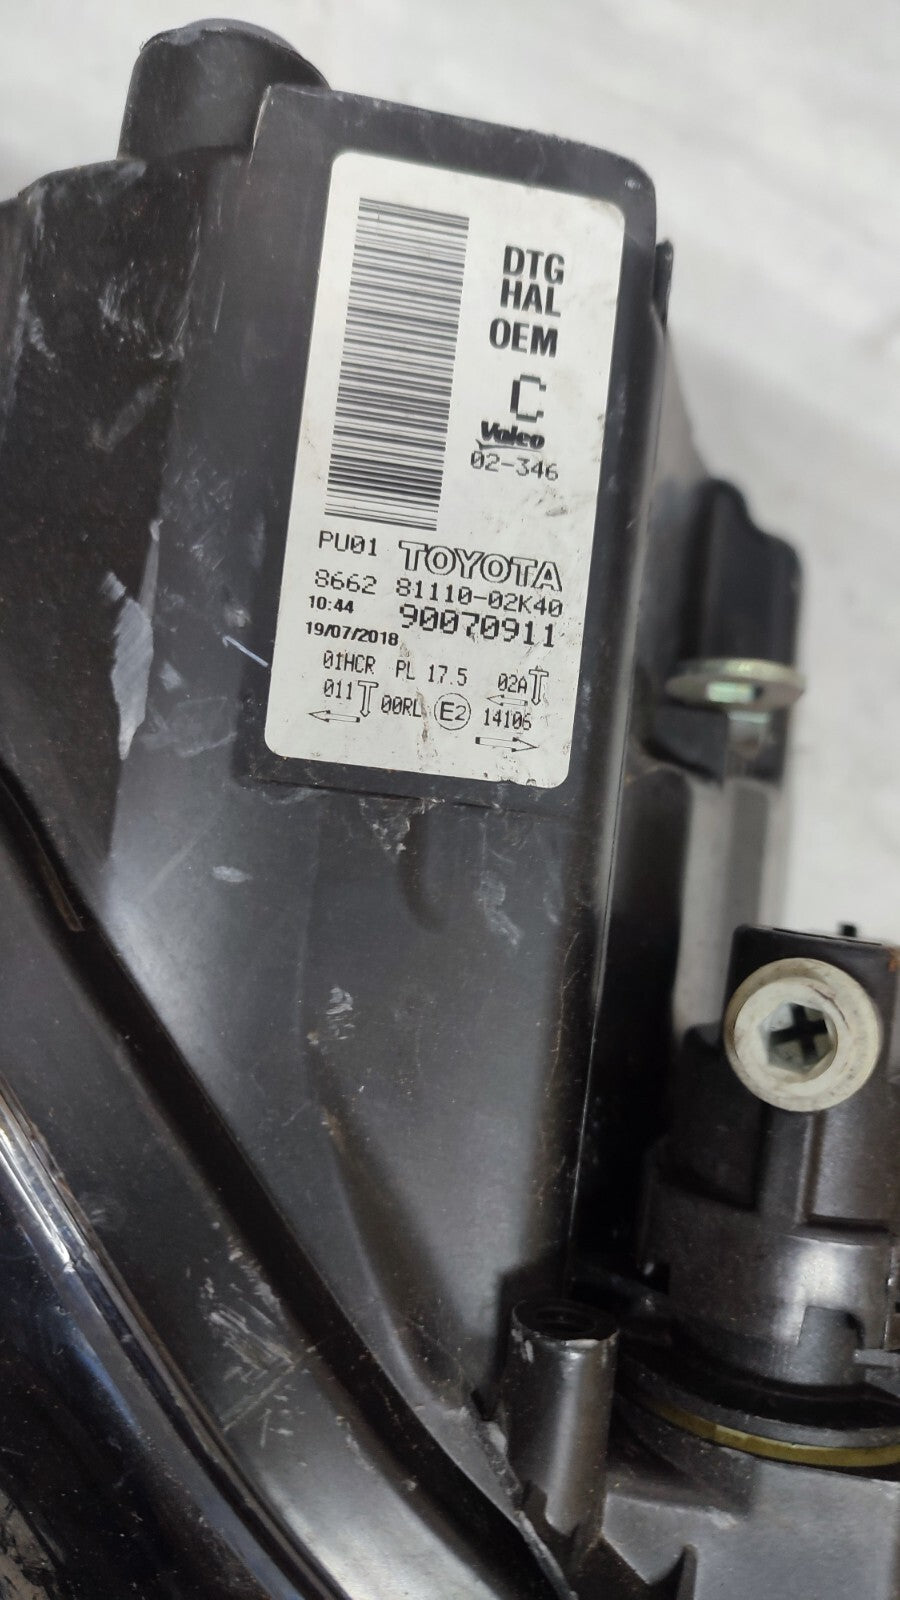 DTG
HAL
OEM
C
Valeo
02-346
PU01 TOYOTA
8662 81110-02K40
10:44 90070911
19/07/2018
01HCR PL 17.5 02A
011 00RL E2 14106